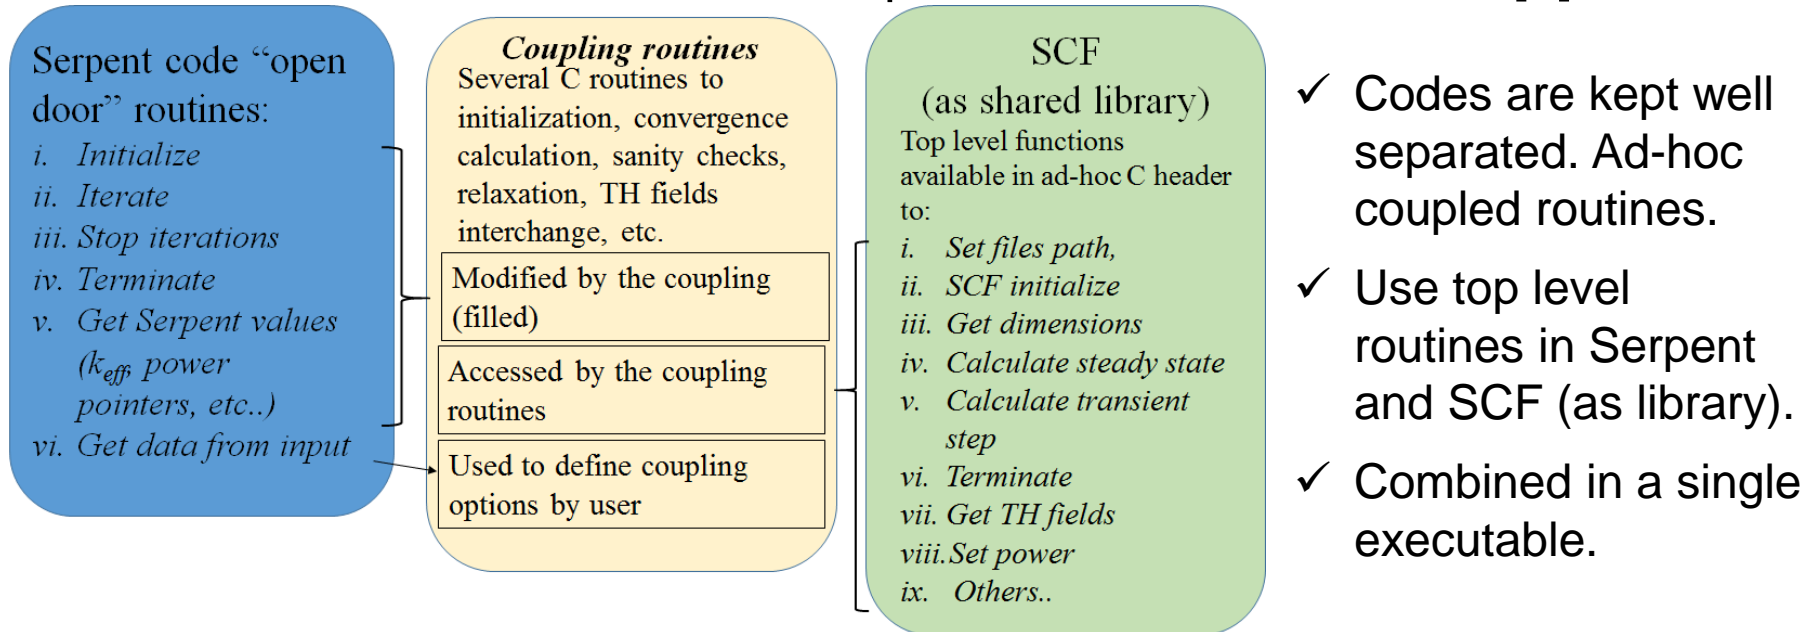 Serpent code “open
door” routines:
i. Initialize
ii. Iterate
iii. Stop iterations
iv. Terminate
v. Get Serpent values
(keff, power
pointers, etc..)
vi. Get data from input
Coupling routines
Several C routines to
initialization, convergence
calculation, sanity checks,
relaxation, TH fields
interchange, etc.
Modified by the coupling
(filled)
Accessed by the coupling
routines
Used to define coupling
options by user
SCF
(as shared library)
Top level functions
available in ad-hoc C header
to:
i. Set files path,
ii. SCF initialize
iii. Get dimensions
iv. Calculate steady state
v. Calculate transient
step
vi. Terminate
vii. Get TH fields
viii. Set power
ix. Others..
✓ Codes are kept well
separated. Ad-hoc
coupled routines.
✓ Use top level
routines in Serpent
and SCF (as library).
✓ Combined in a single
executable.